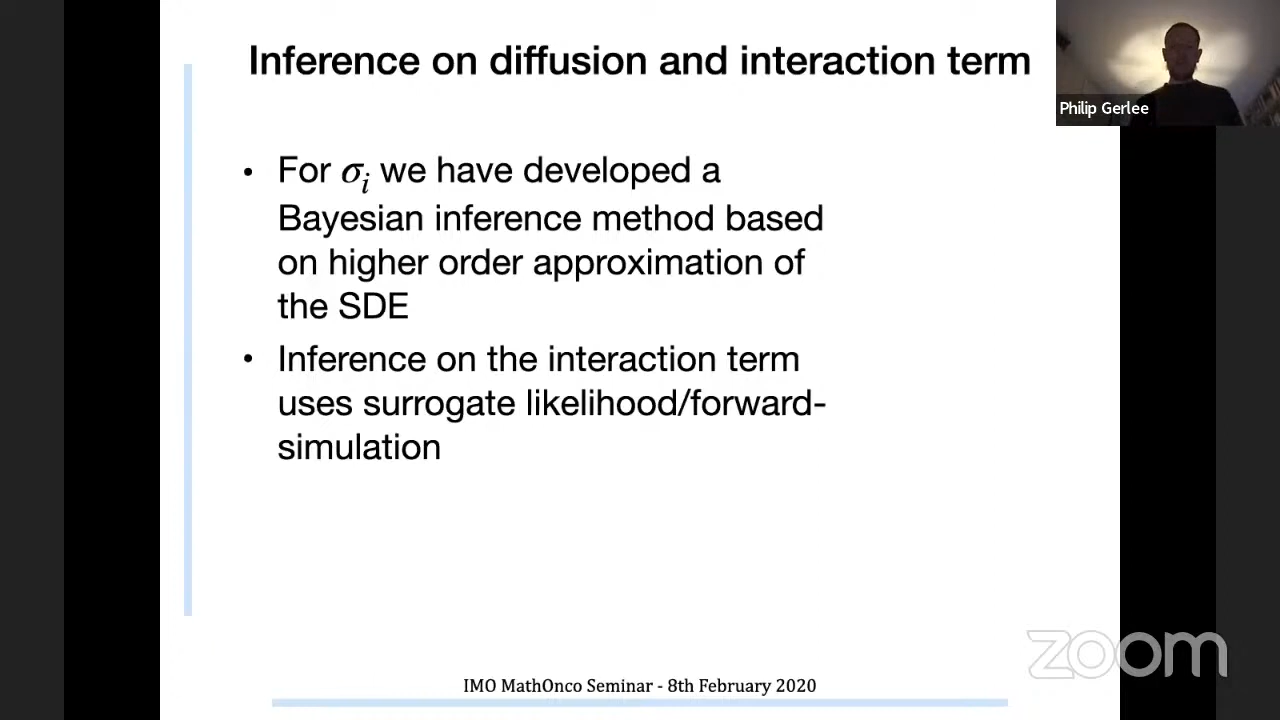 Inference on diffusion and interaction term
Philip Gerlee
• For σᵢ we have developed a
Bayesian inference method based
on higher order approximation of
the SDE
• Inference on the interaction term
uses surrogate likelihood/forward-
simulation
zoom
IMO MathOnco Seminar - 8th February 2020